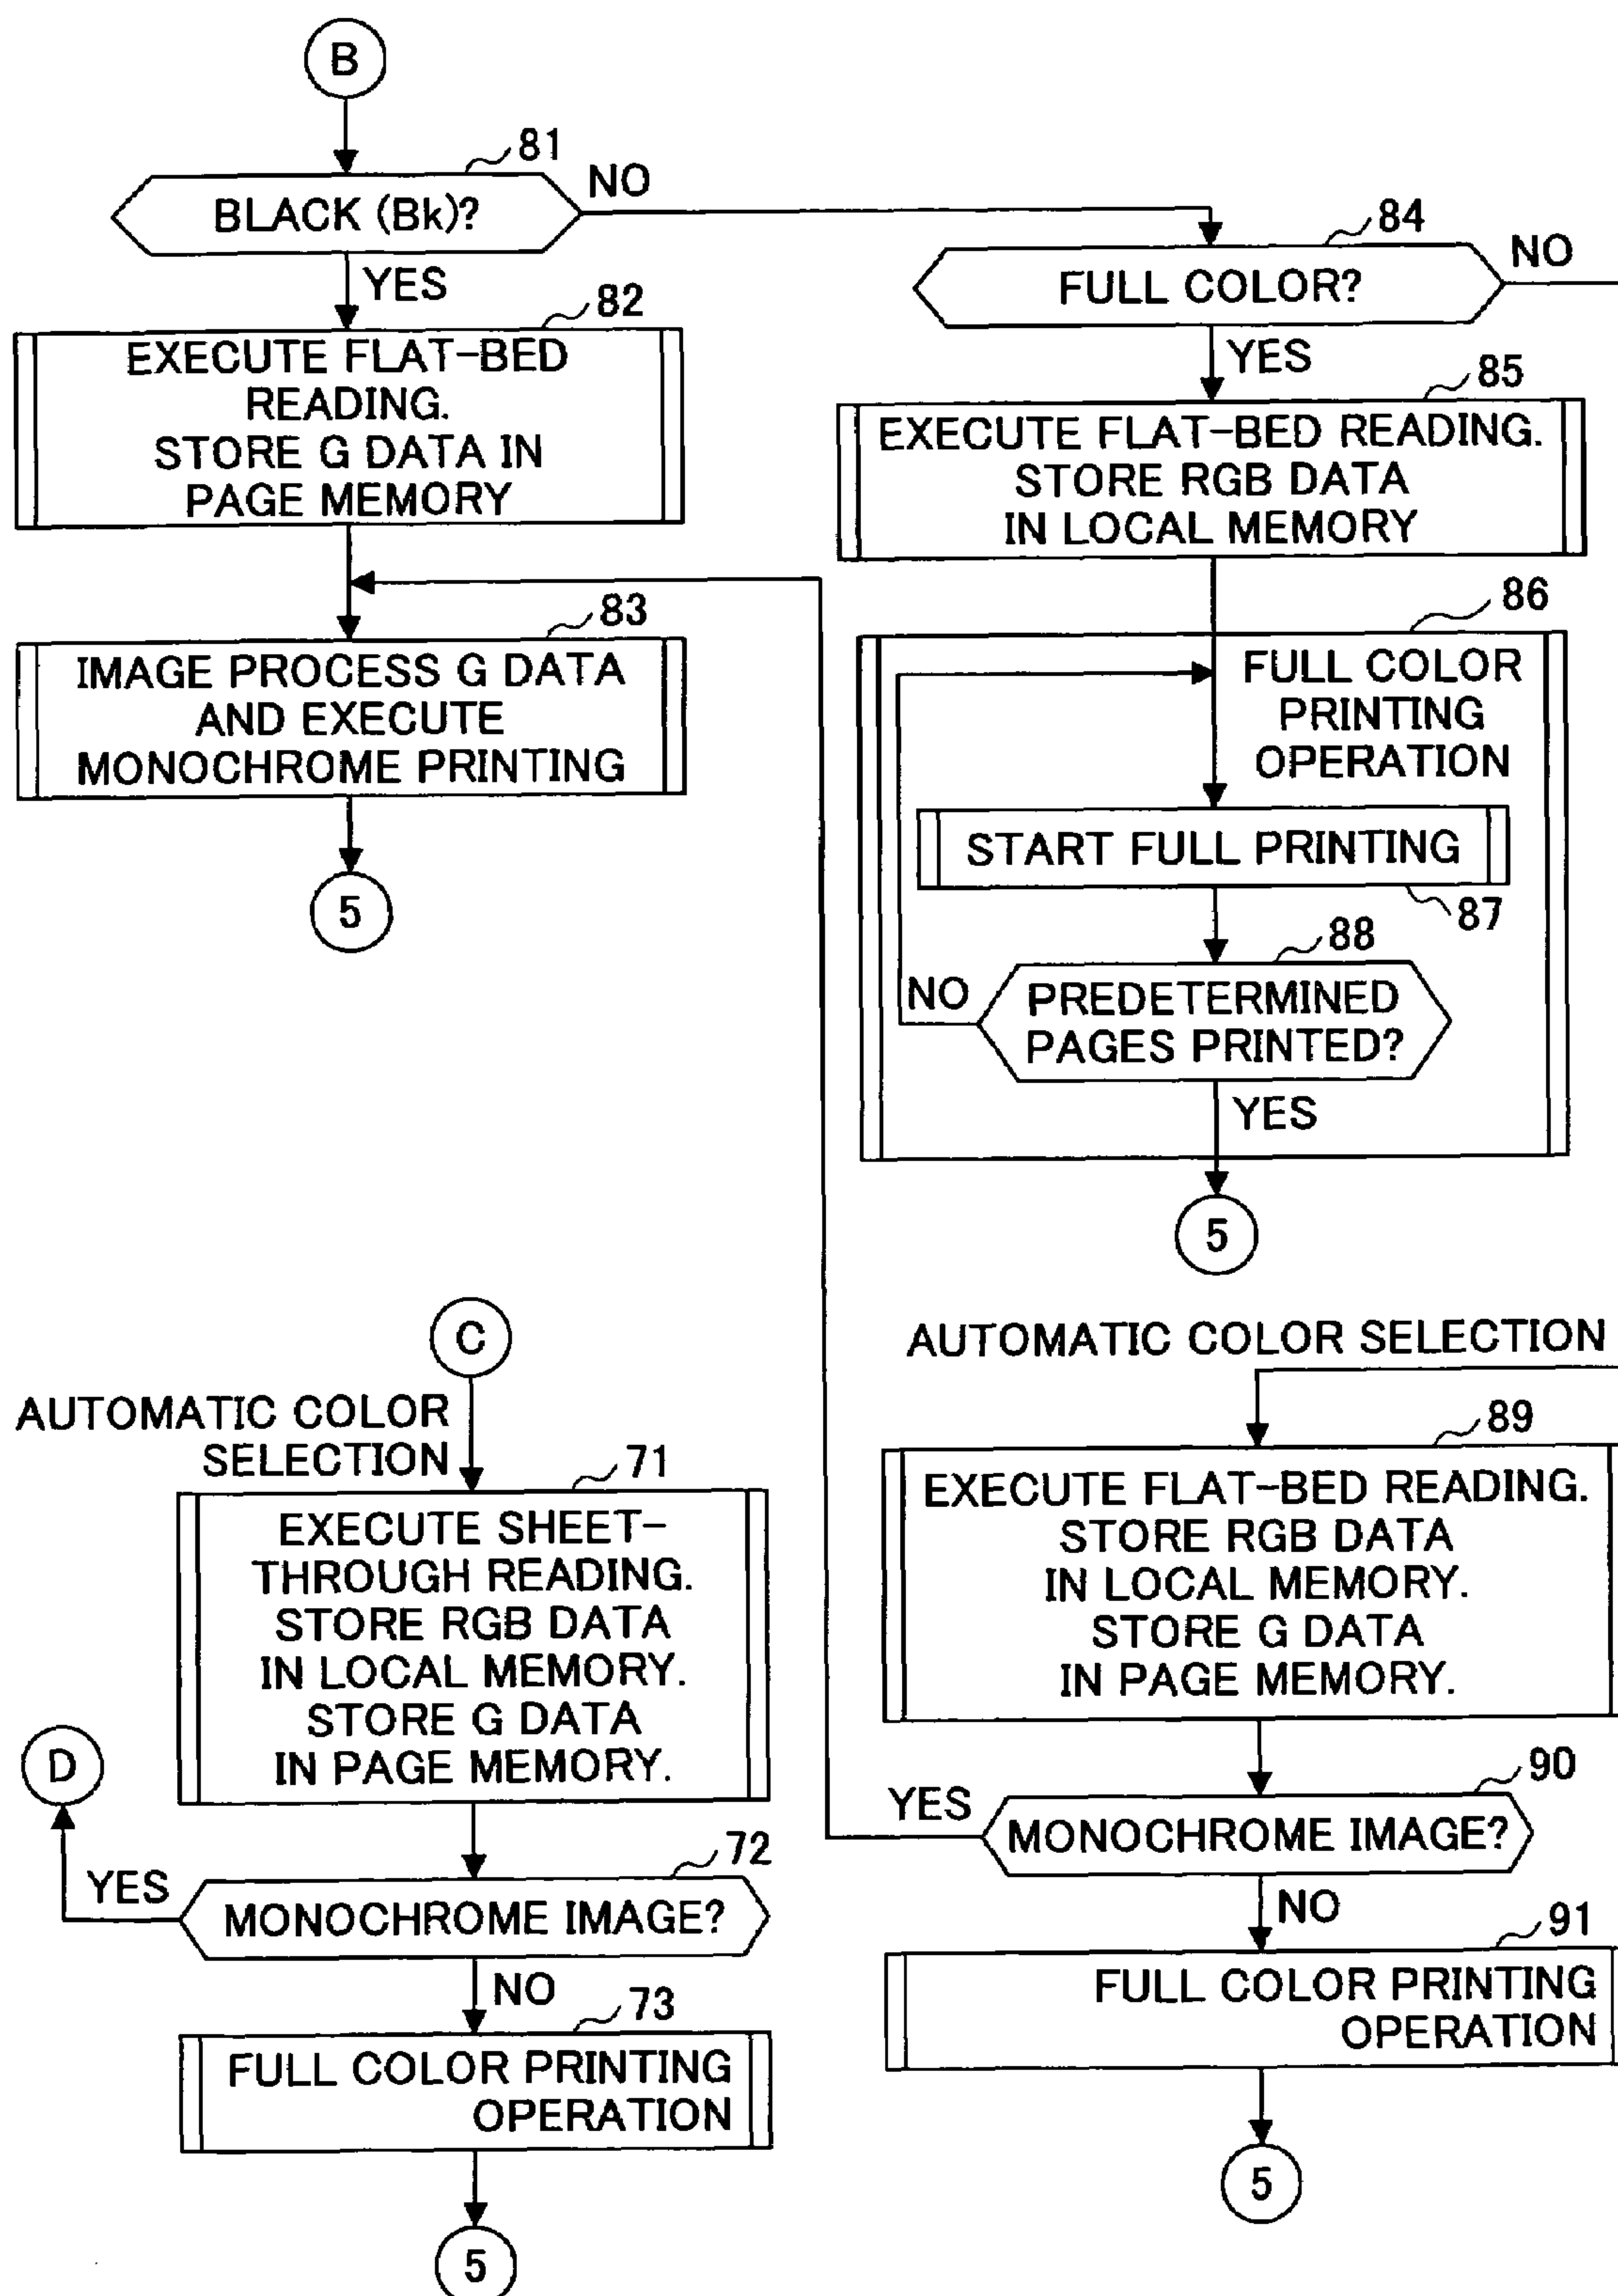 B
81
BLACK (Bk)?
NO
YES
82
EXECUTE FLAT-BED
READING.
STORE G DATA IN
PAGE MEMORY
83
IMAGE PROCESS G DATA
AND EXECUTE
MONOCHROME PRINTING
5
84
FULL COLOR?
NO
YES
85
EXECUTE FLAT-BED READING.
STORE RGB DATA
IN LOCAL MEMORY
86
FULL COLOR
PRINTING
OPERATION
START FULL PRINTING
87
88
NO
PREDETERMINED
PAGES PRINTED?
YES
5
C
AUTOMATIC COLOR
SELECTION
71
EXECUTE SHEET-
THROUGH READING.
STORE RGB DATA
IN LOCAL MEMORY.
STORE G DATA
IN PAGE MEMORY.
D
72
YES
MONOCHROME IMAGE?
NO
73
FULL COLOR PRINTING
OPERATION
5
AUTOMATIC COLOR SELECTION
89
EXECUTE FLAT-BED READING.
STORE RGB DATA
IN LOCAL MEMORY.
STORE G DATA
IN PAGE MEMORY.
90
YES
MONOCHROME IMAGE?
NO
91
FULL COLOR PRINTING
OPERATION
5